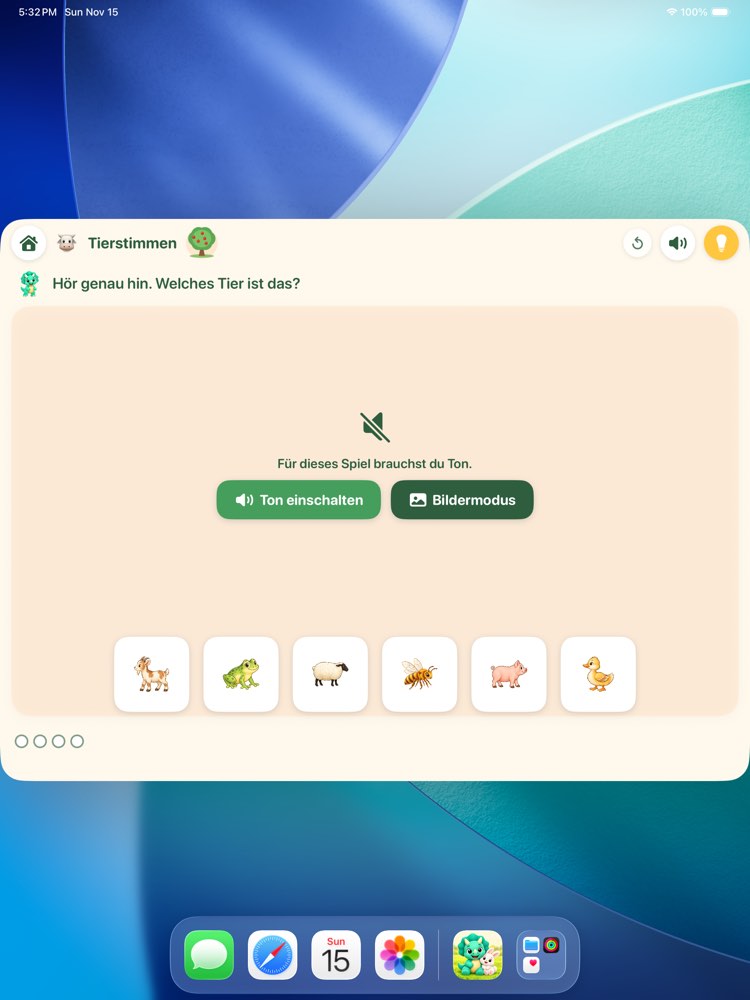 5:32 PM Sun Nov 15
100%
Tierstimmen
Hör genau hin. Welches Tier ist das?
Für dieses Spiel brauchst du Ton.
Ton einschalten
Bildermodus
Sun
15